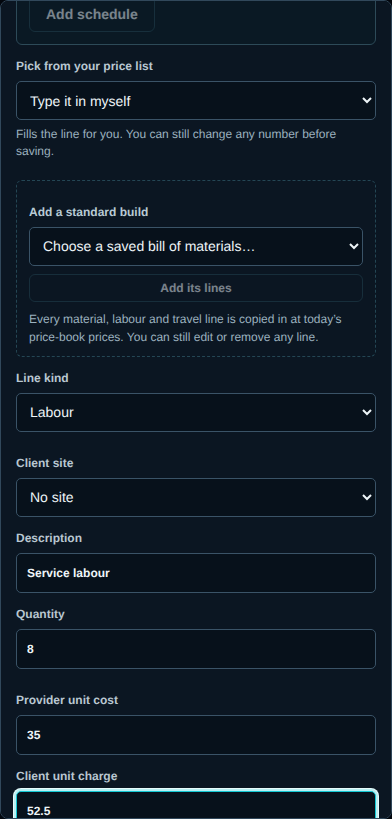 Add schedule
Pick from your price list
Type it in myself
Fills the line for you. You can still change any number before
saving.
Add a standard build
Choose a saved bill of materials…
Add its lines
Every material, labour and travel line is copied in at today's
price-book prices. You can still edit or remove any line.
Line kind
Labour
Client site
No site
Description
Service labour
Quantity
8
Provider unit cost
35
Client unit charge
52.5